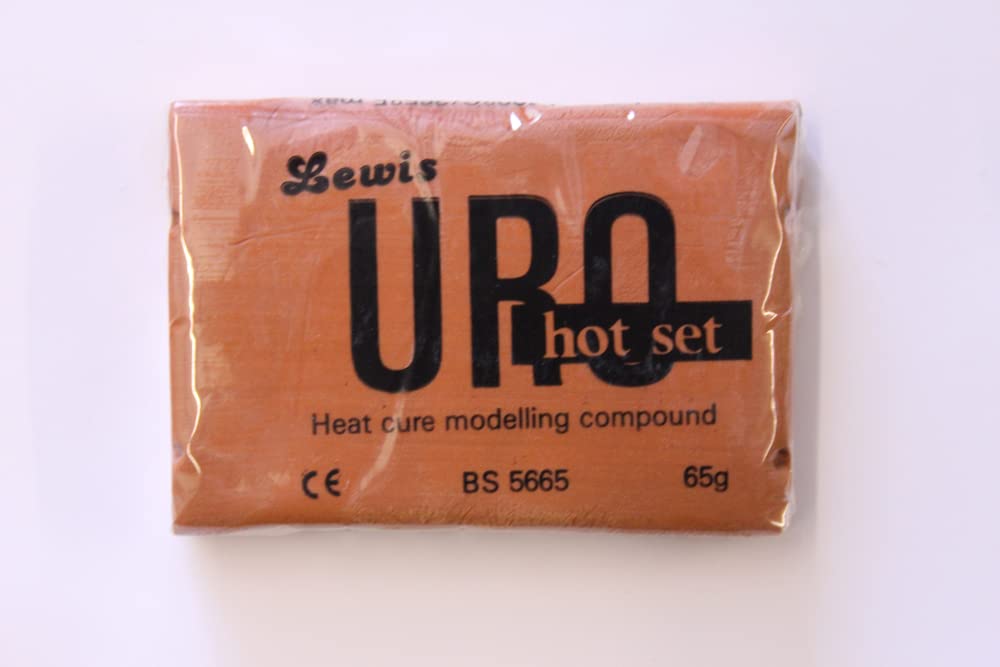 Lewis
URO
hot set
Heat cure modelling compound
CE BS 5665 65g